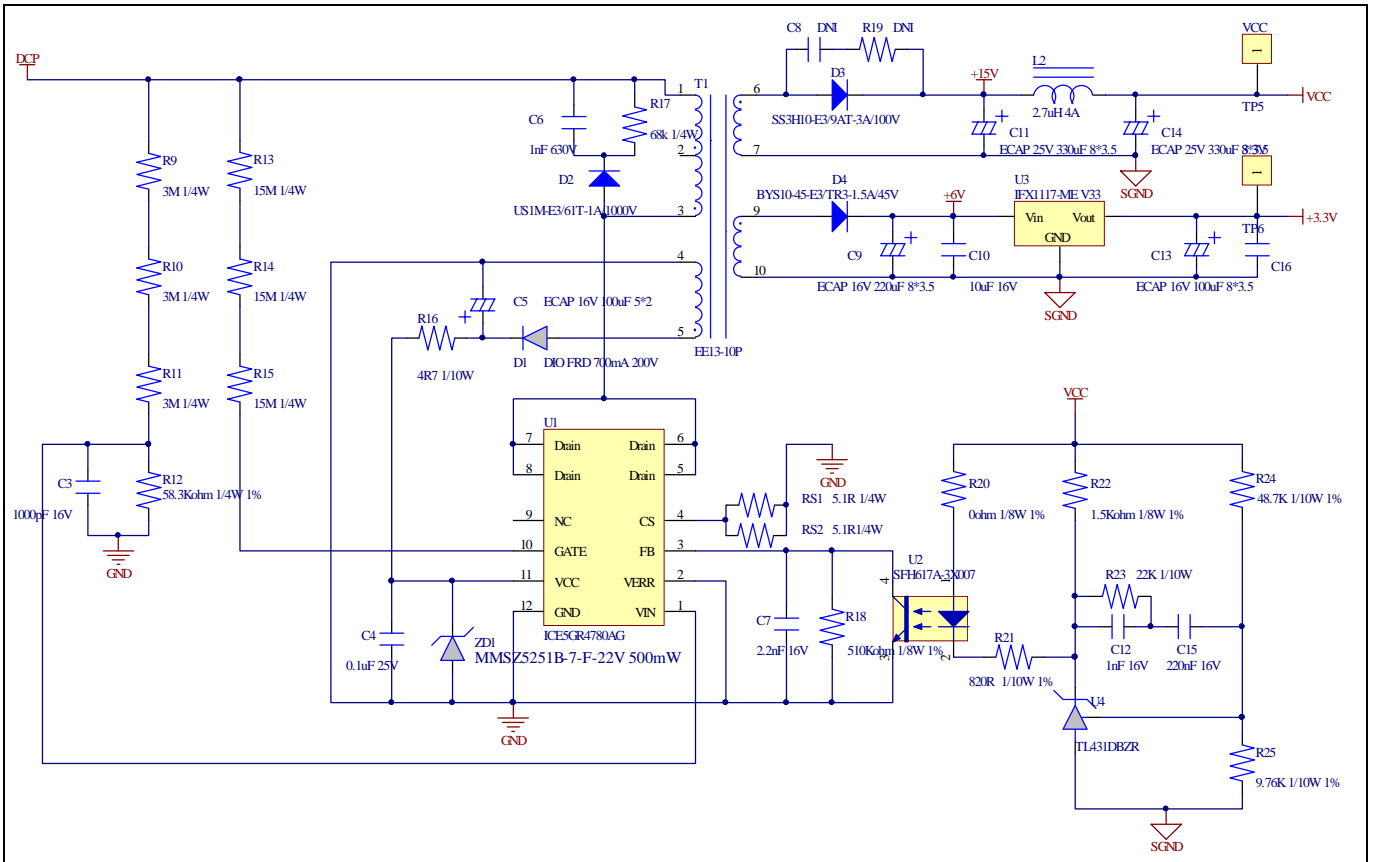 DCP
C8 DNI R19 DNI
VCC
1
T1
1
6
D3
+15V
L2
VCC
TP5
R17
68k 1/4W
C6
1nF 630V
SS3H10-E3/9AT-3A/100V
C11
2.7uH 4A
C14
ECAP 25V 330uF 8*3.5
ECAP 25V 330uF 8*3.5
2
7
SGND
R9
3M 1/4W
R13
15M 1/4W
D2
US1M-E3/61T-1A/1000V
3
D4
BYS10-45-E3/TR3-1.5A/45V
9
+6V
U3
IFX1117-ME V33
Vin
Vout
GND
1
+3.3V
TP6
4
10
C9
ECAP 16V 220uF 8*3.5
C10
10uF 16V
C13
ECAP 16V 100uF 8*3.5
C16
SGND
R10
3M 1/4W
R14
15M 1/4W
C5
ECAP 16V 100uF 5*2
R16
4R7 1/10W
D1
DIO FRD 700mA 200V
5
EE13-10P
R11
3M 1/4W
R15
15M 1/4W
VCC
U1
7 Drain Drain 6
8 Drain Drain 5
9 NC CS 4
10 GATE FB 3
11 VCC VERR 2
12 GND VIN 1
ICE5GR4780AG
C3
1000pF 16V
R12
58.3Kohm 1/4W 1%
GND
GND
RS1 5.1R 1/4W
RS2 5.1R1/4W
R20
0ohm 1/8W 1%
R22
1.5Kohm 1/8W 1%
R24
48.7K 1/10W 1%
U2
SFH617A-3X007
4
1
3
2
R23 22K 1/10W
C12
1nF 16V
C15
220nF 16V
C4
0.1uF 25V
ZD1
MMSZ5251B-7-F-22V 500mW
C7
2.2nF 16V
R18
510Kohm 1/8W 1%
R21
820R 1/10W 1%
GND
U4
TL431DBZR
R25
9.76K 1/10W 1%
SGND